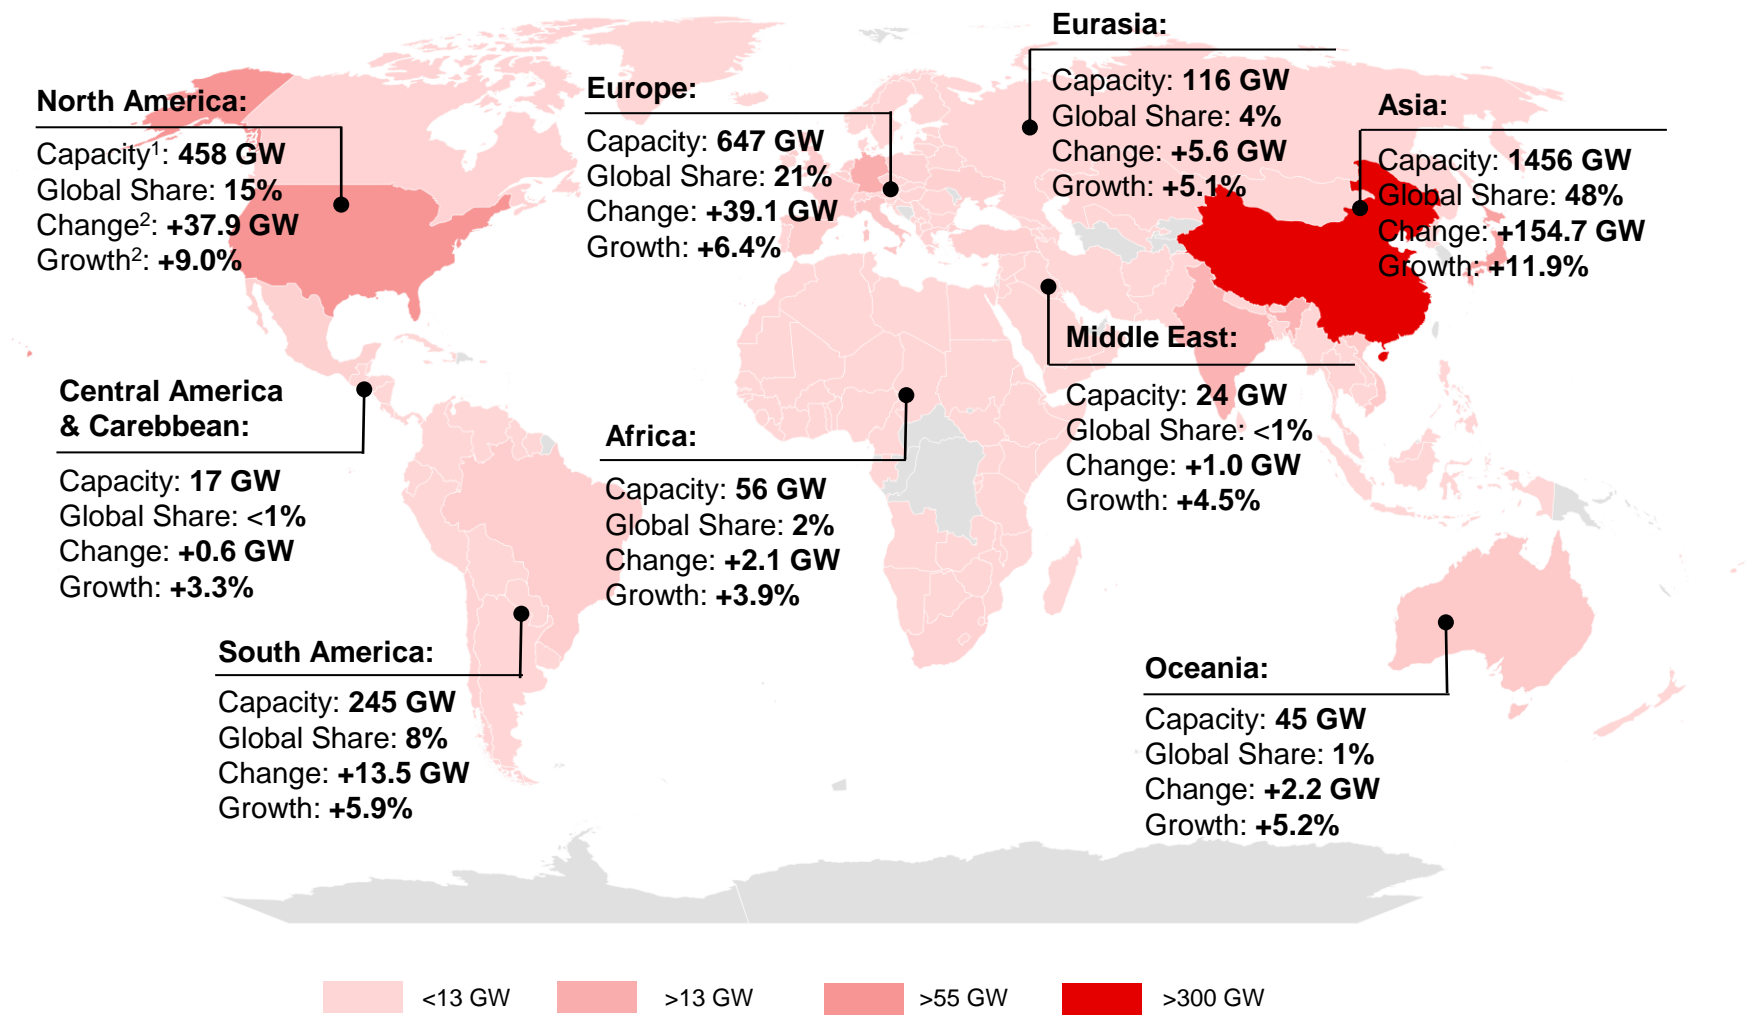 North America:
Capacity¹: 458 GW
Global Share: 15%
Change²: +37.9 GW
Growth²: +9.0%
Europe:
Capacity: 647 GW
Global Share: 21%
Change: +39.1 GW
Growth: +6.4%
Eurasia:
Capacity: 116 GW
Global Share: 4%
Change: +5.6 GW
Growth: +5.1%
Asia:
Capacity: 1456 GW
Global Share: 48%
Change: +154.7 GW
Growth: +11.9%
Central America
& Carebbean:
Capacity: 17 GW
Global Share: <1%
Change: +0.6 GW
Growth: +3.3%
Africa:
Capacity: 56 GW
Global Share: 2%
Change: +2.1 GW
Growth: +3.9%
Middle East:
Capacity: 24 GW
Global Share: <1%
Change: +1.0 GW
Growth: +4.5%
South America:
Capacity: 245 GW
Global Share: 8%
Change: +13.5 GW
Growth: +5.9%
Oceania:
Capacity: 45 GW
Global Share: 1%
Change: +2.2 GW
Growth: +5.2%
<13 GW
>13 GW
>55 GW
>300 GW